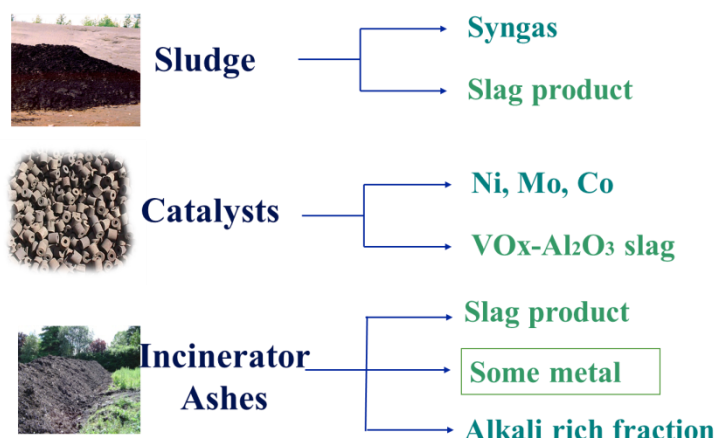 Syngas
Sludge
Slag product
Ni, Mo, Co
Catalysts
VOx-Al₂O₃ slag
Slag product
Incinerator
Ashes
Some metal
Alkali rich fraction